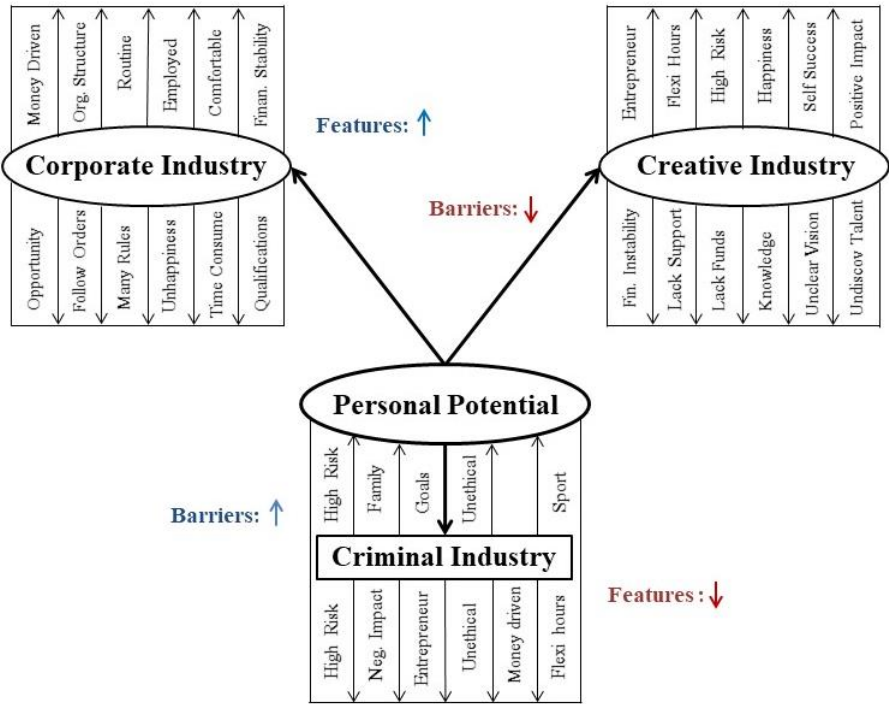 Money Driven
Org. Structure
Routine
Employed
Comfortable
Finan. Stability
Corporate Industry
Opportunity
Follow Orders
Many Rules
Unhappiness
Time Consume
Qualifications
Features: ↑
Barriers: ↓
Entrepreneur
Flexi Hours
High Risk
Happiness
Self Success
Positive Impact
Creative Industry
Fin. Instability
Lack Support
Lack Funds
Knowledge
Unclear Vision
Undiscov Talent
Personal Potential
High Risk
Family
Goals
Unethical
Sport
Barriers: ↑
Criminal Industry
Features : ↓
High Risk
Neg. Impact
Entrepreneur
Unethical
Money driven
Flexi hours